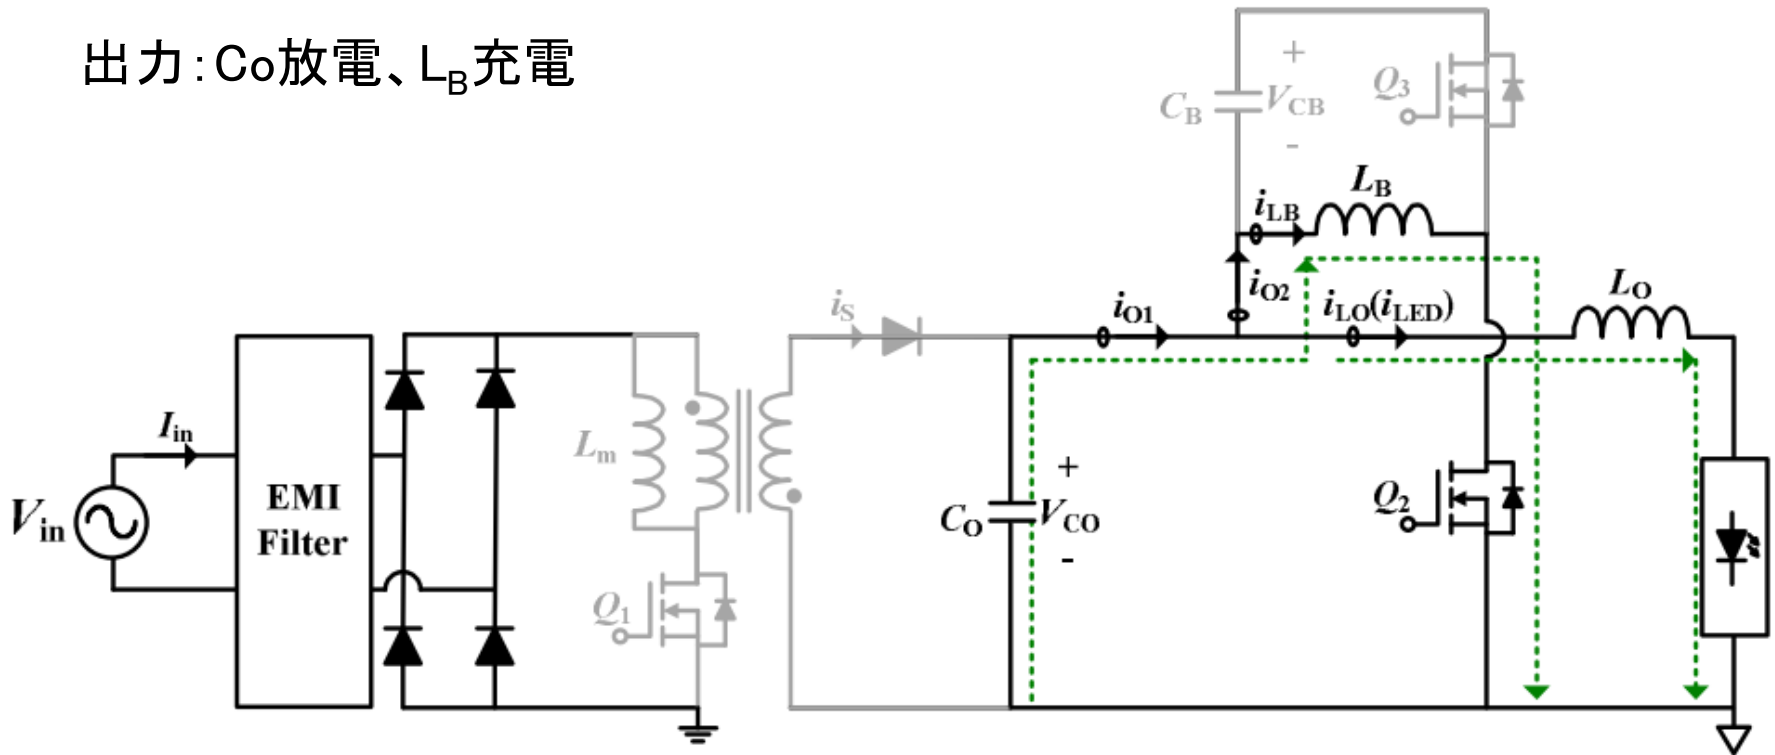 出力:Co放電、LB充電
+
CB
VCB
-
Q3
LB
iLB
iS
iO1
iO2
iLO(iLED)
LO
Iin
Vin
EMI
Filter
Lm
Q1
+
CO
VCO
-
Q2